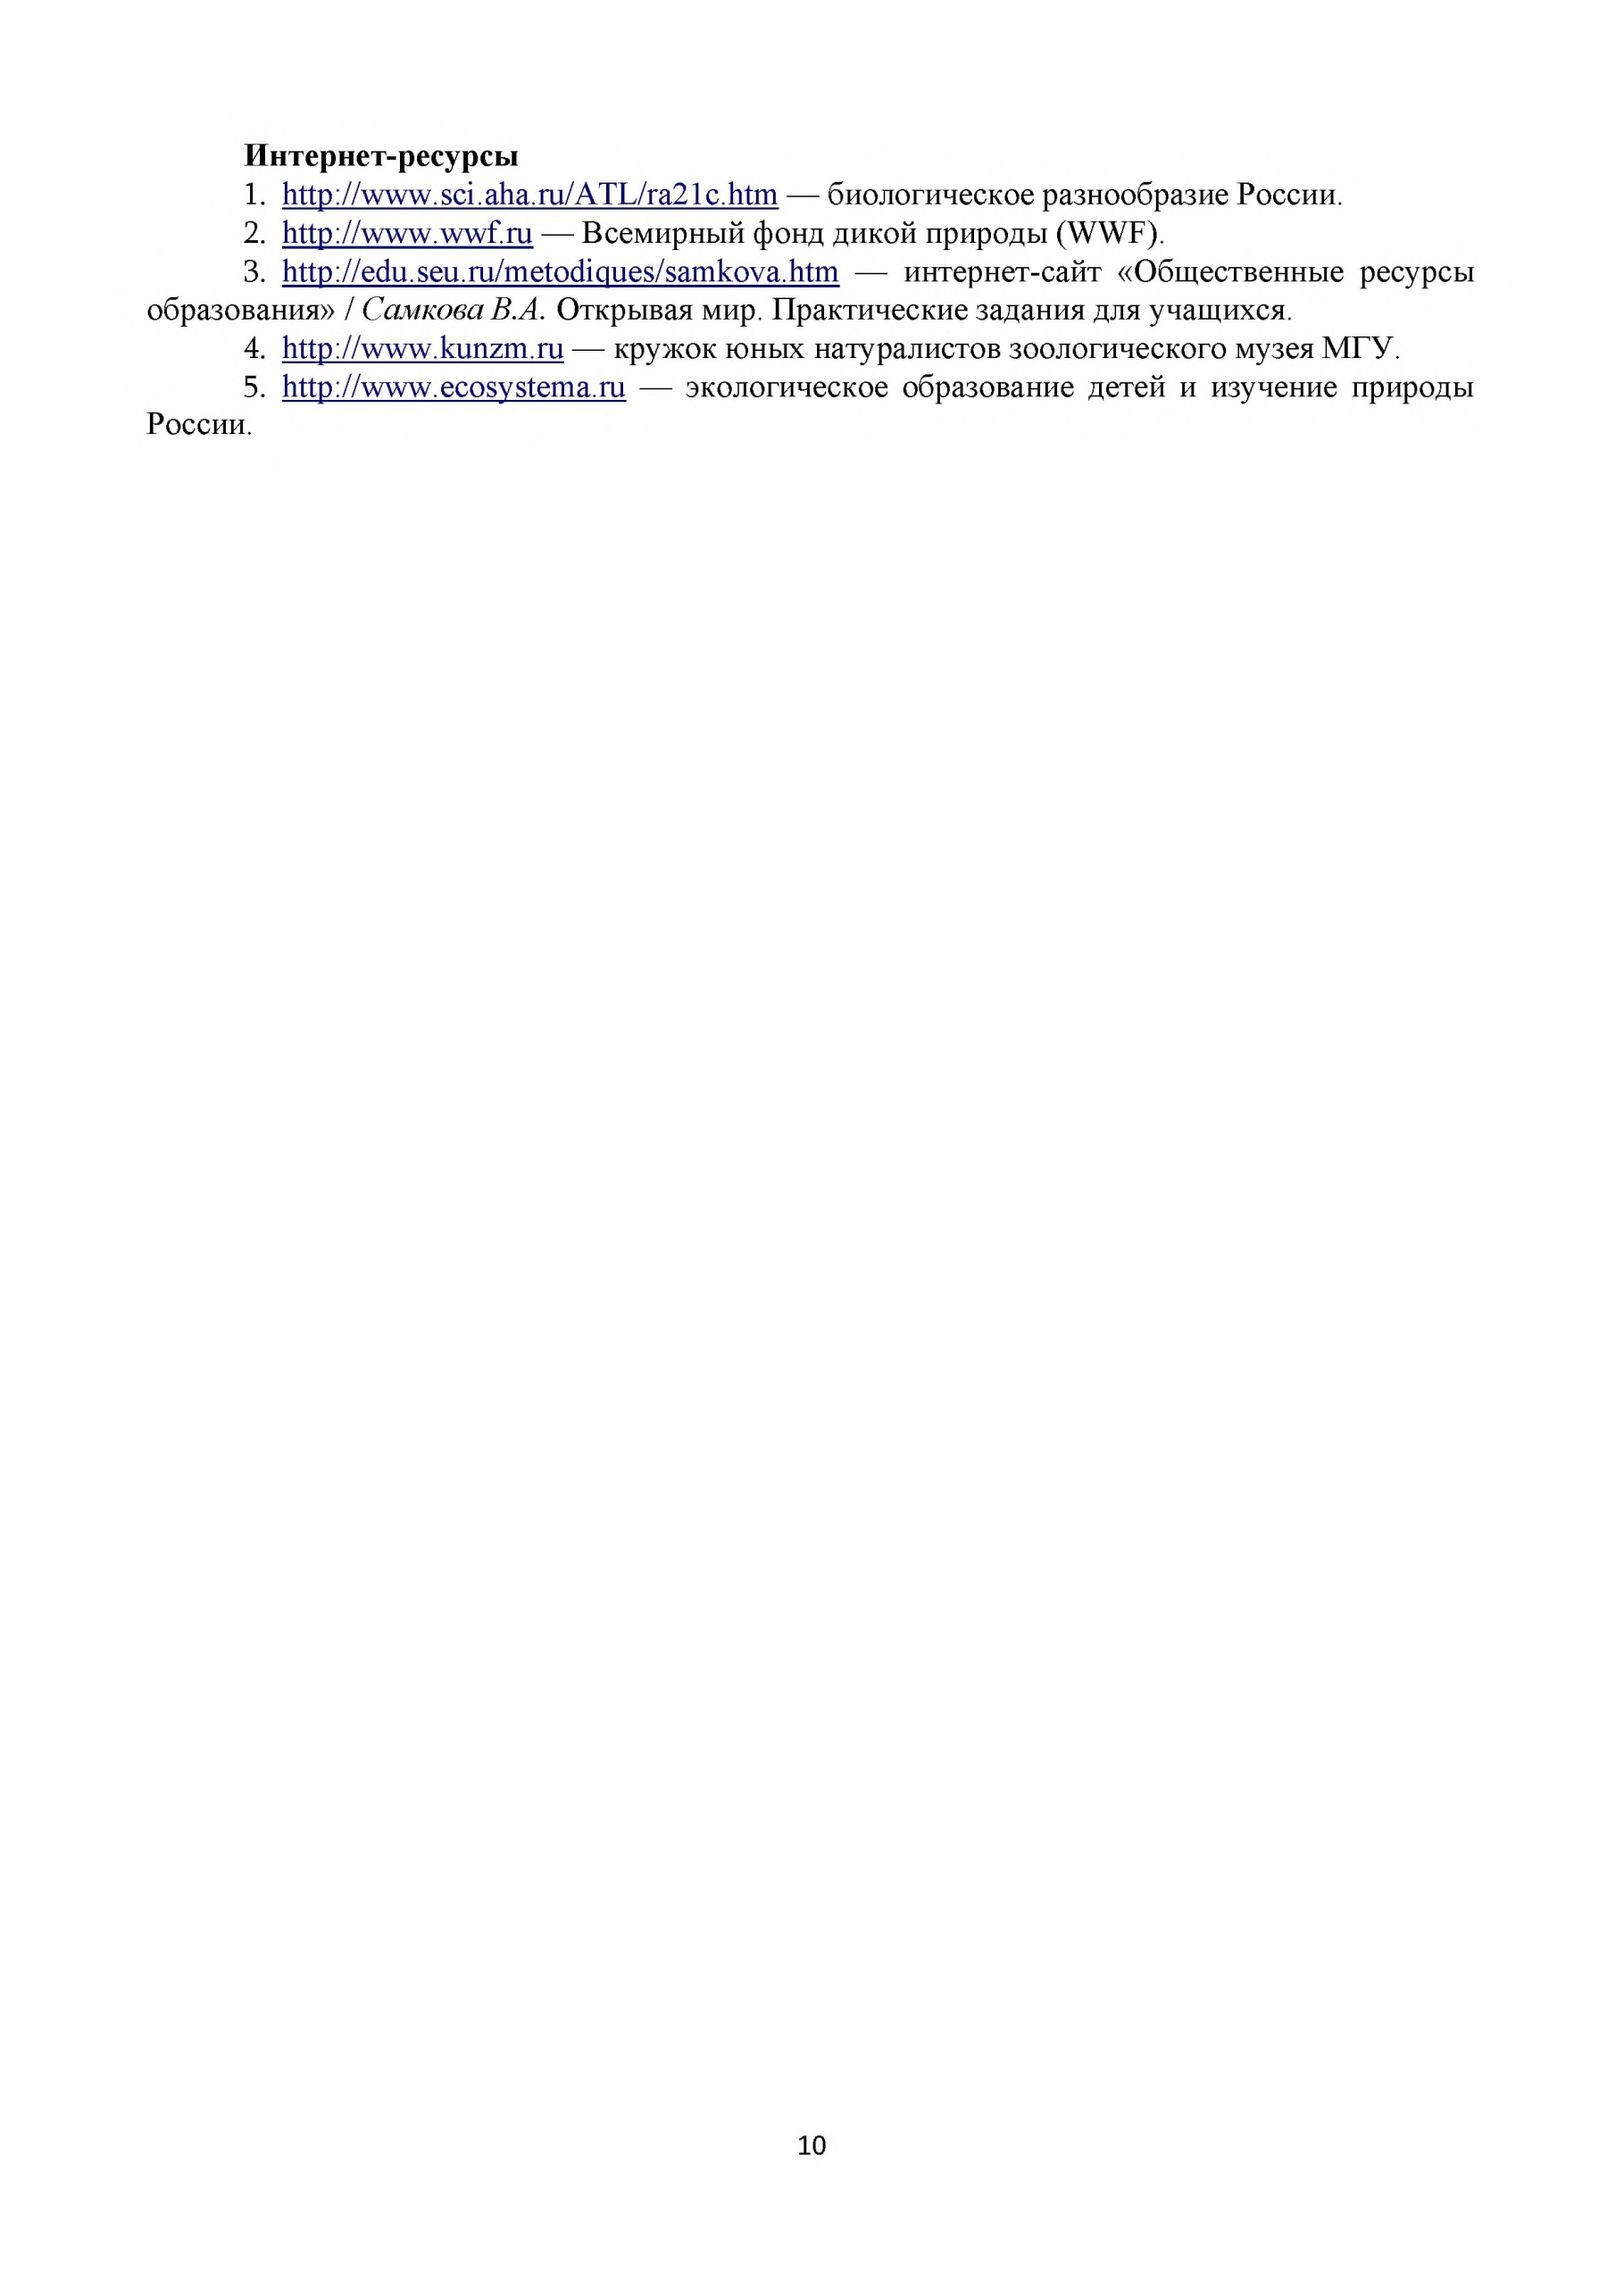 Интернет-ресурсы
1. http://www.sci.aha.ru/ATL/ra21c.htm — биологическое разнообразие России.
2. http://www.wwf.ru — Всемирный фонд дикой природы (WWF).
3. http://edu.seu.ru/metodiques/samkova.htm — интернет-сайт «Общественные ресурсы
образования» / Самкова В.А. Открывая мир. Практические задания для учащихся.
4. http://www.kunzm.ru — кружок юных натуралистов зоологического музея МГУ.
5. http://www.ecosystema.ru — экологическое образование детей и изучение природы
России.
10